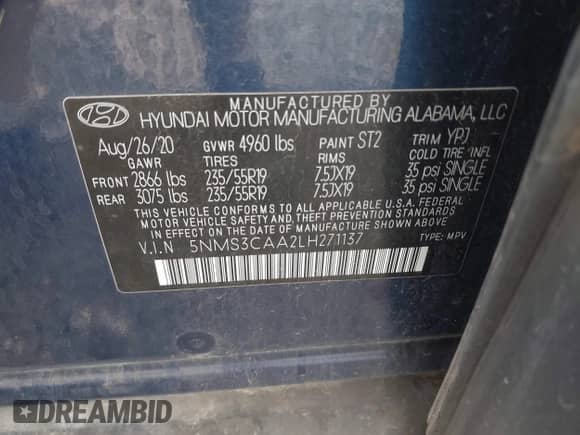 MANUFACTURED BY
HYUNDAI MOTOR MANUFACTURING ALABAMA, LLC
Aug/26/20 GVWR 4960 lbs PAINT ST2 TRIM YPJ
GAWR TIRES RIMS COLD TIRE INFL
FRONT 2866 lbs 235/55R19 7.5JX19 35 psi SINGLE
REAR 3075 lbs 235/55R19 7.5JX19 35 psi SINGLE
THIS VEHICLE CONFORMS TO ALL APPLICABLE U.S.A. FEDERAL
MOTOR VEHICLE SAFETY AND THEFT PREVENTION STANDARDS
IN EFFECT ON THE DATE OF MANUFACTURE SHOWN ABOVE.
V.I.N 5NMS3CAA2LH271137 TYPE: MPV
DREAMBID